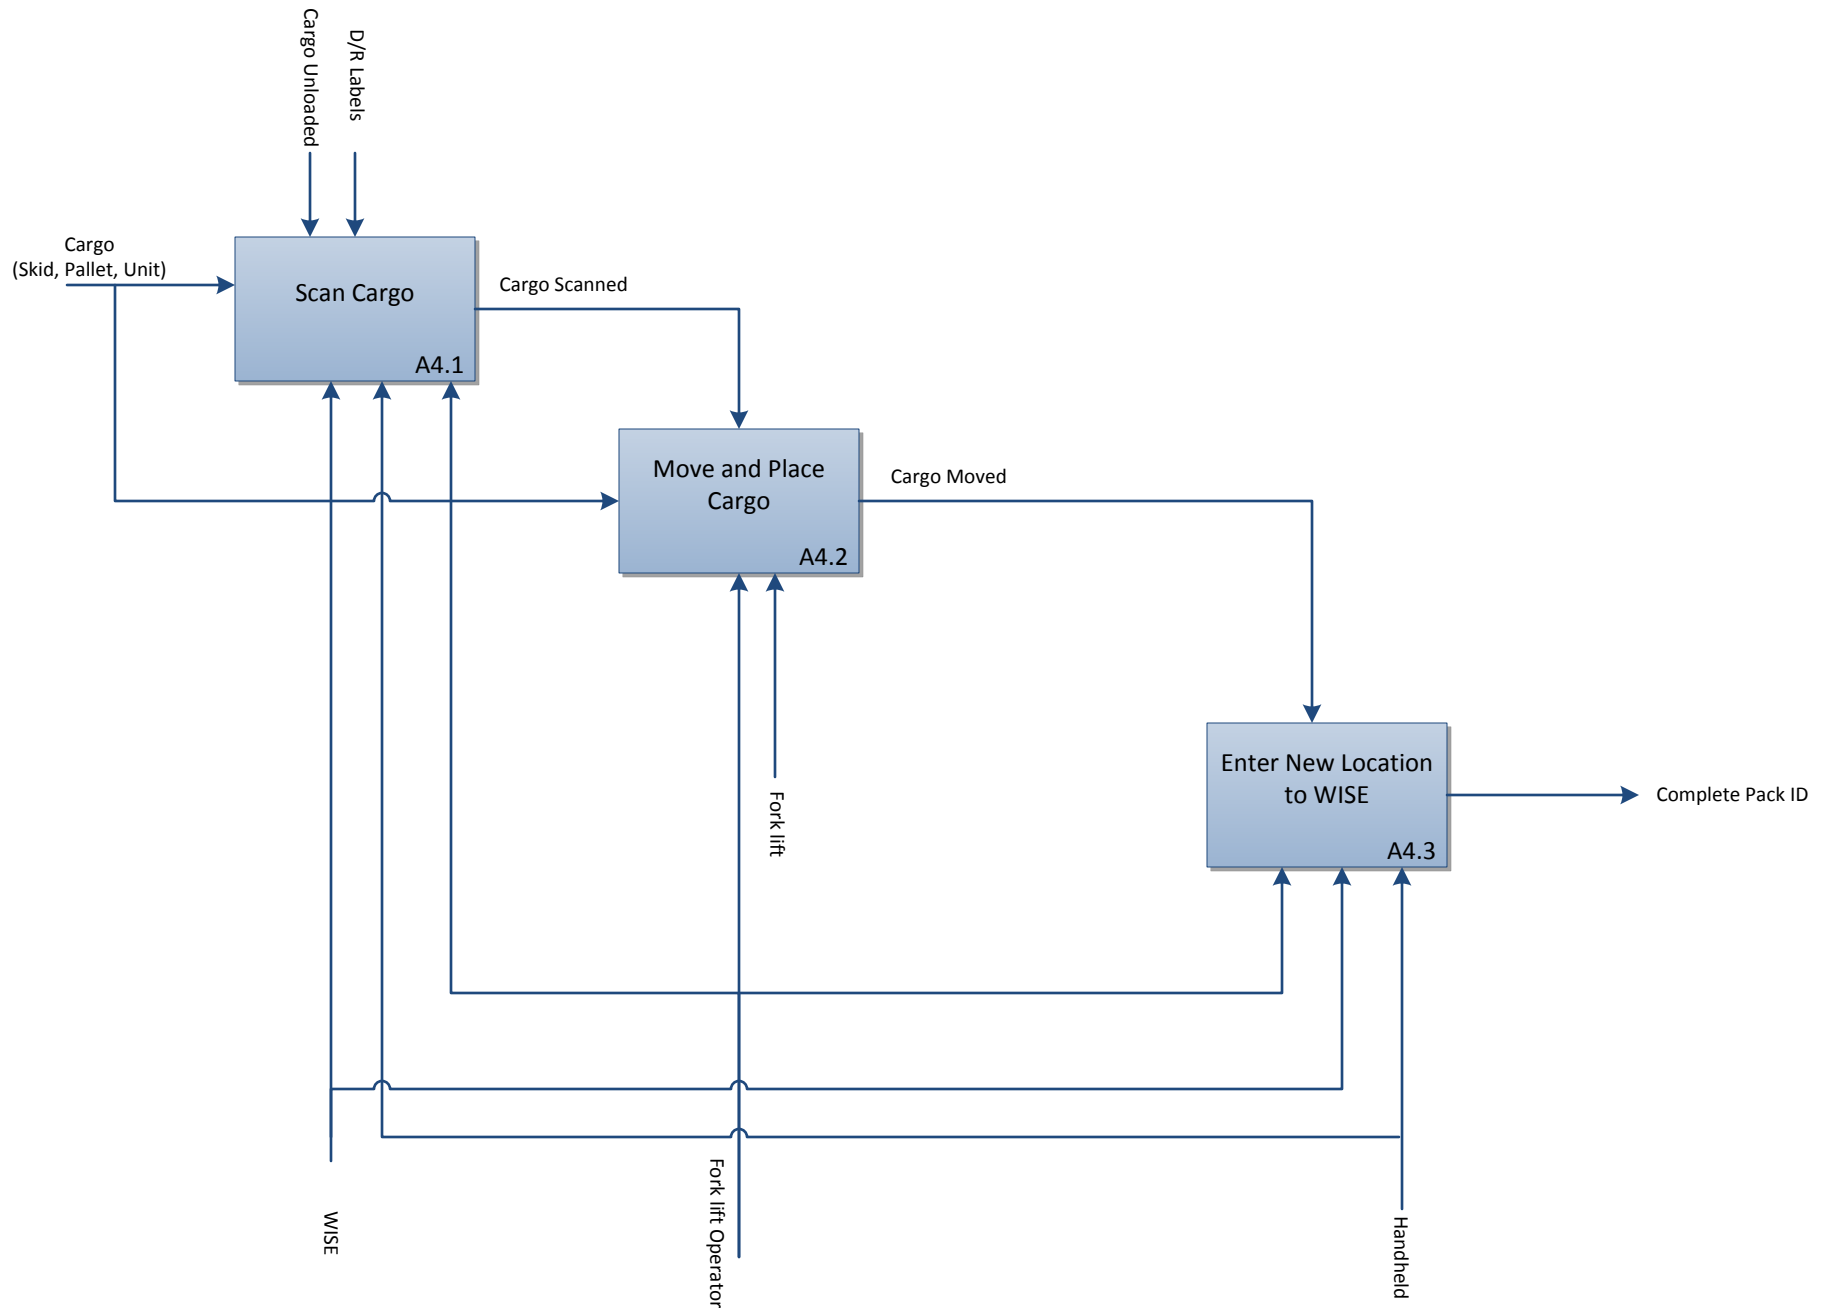 Cargo Unloaded
D/R Labels
Cargo
(Skid, Pallet, Unit)
Scan Cargo
A4.1
Cargo Scanned
Move and Place
Cargo
A4.2
Cargo Moved
Fork lift
Enter New Location
to WISE
A4.3
Complete Pack ID
WISE
Fork lift Operator
Handheld